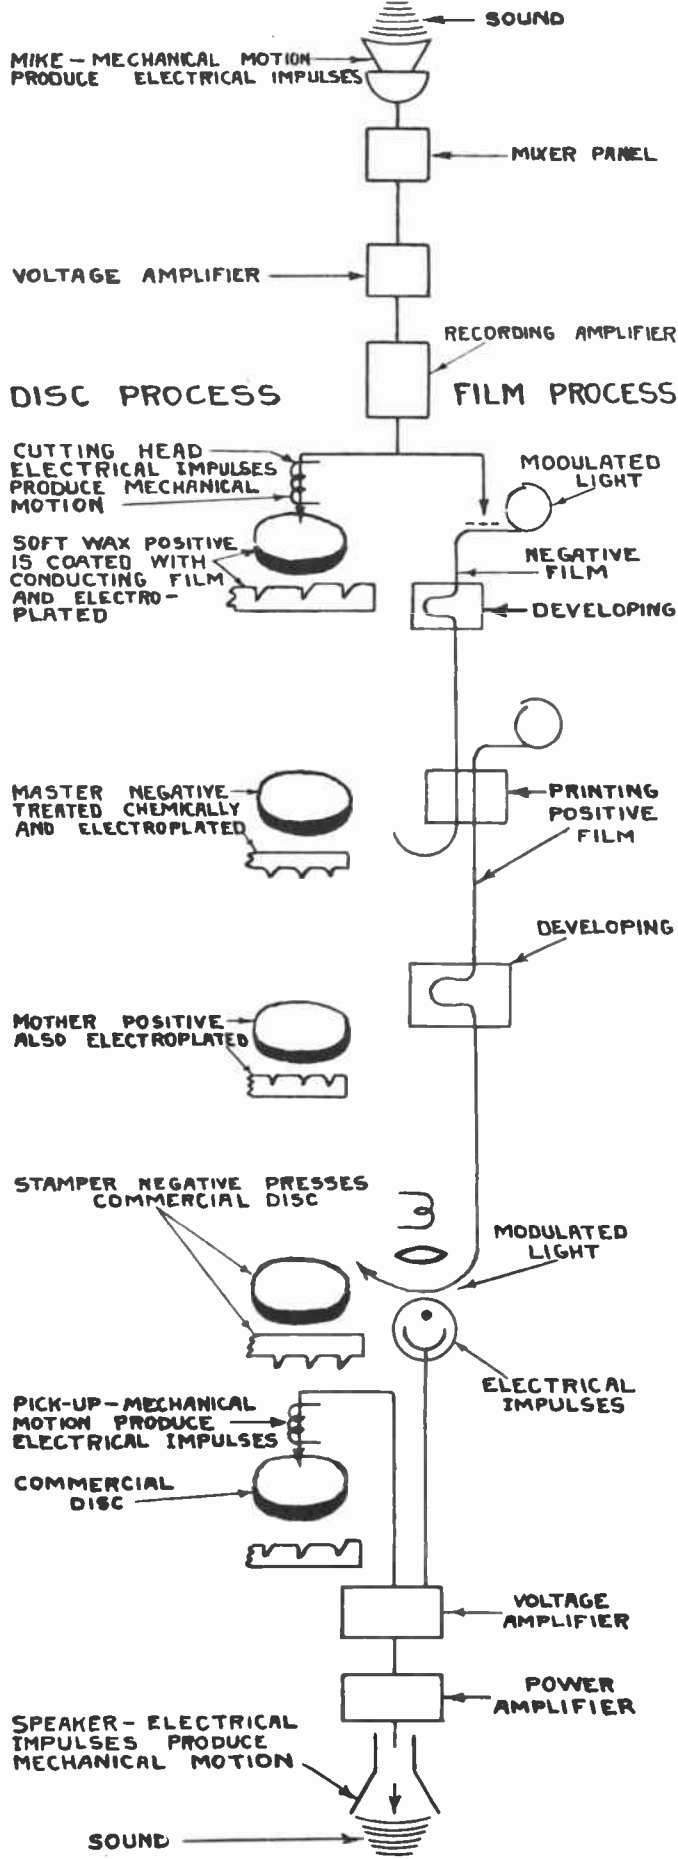 SOUND
MIKE - MECHANICAL MOTION
PRODUCE ELECTRICAL IMPULSES
MIXER PANEL
VOLTAGE AMPLIFIER
RECORDING AMPLIFIER
DISC PROCESS
FILM PROCESS
CUTTING HEAD
ELECTRICAL IMPULSES
PRODUCE MECHANICAL
MOTION
MODULATED
LIGHT
SOFT WAX POSITIVE
IS COATED WITH
CONDUCTING FILM
AND ELECTRO-
PLATED
NEGATIVE
FILM
DEVELOPING
MASTER NEGATIVE
TREATED CHEMICALLY
AND ELECTROPLATED
PRINTING
POSITIVE
FILM
DEVELOPING
MOTHER POSITIVE
ALSO ELECTROPLATED
STAMPER NEGATIVE PRESSES
COMMERCIAL DISC
MODULATED
LIGHT
ELECTRICAL
IMPULSES
PICK-UP - MECHANICAL
MOTION PRODUCE
ELECTRICAL IMPULSES
COMMERCIAL
DISC
VOLTAGE
AMPLIFIER
POWER
AMPLIFIER
SPEAKER - ELECTRICAL
IMPULSES PRODUCE
MECHANICAL MOTION
SOUND